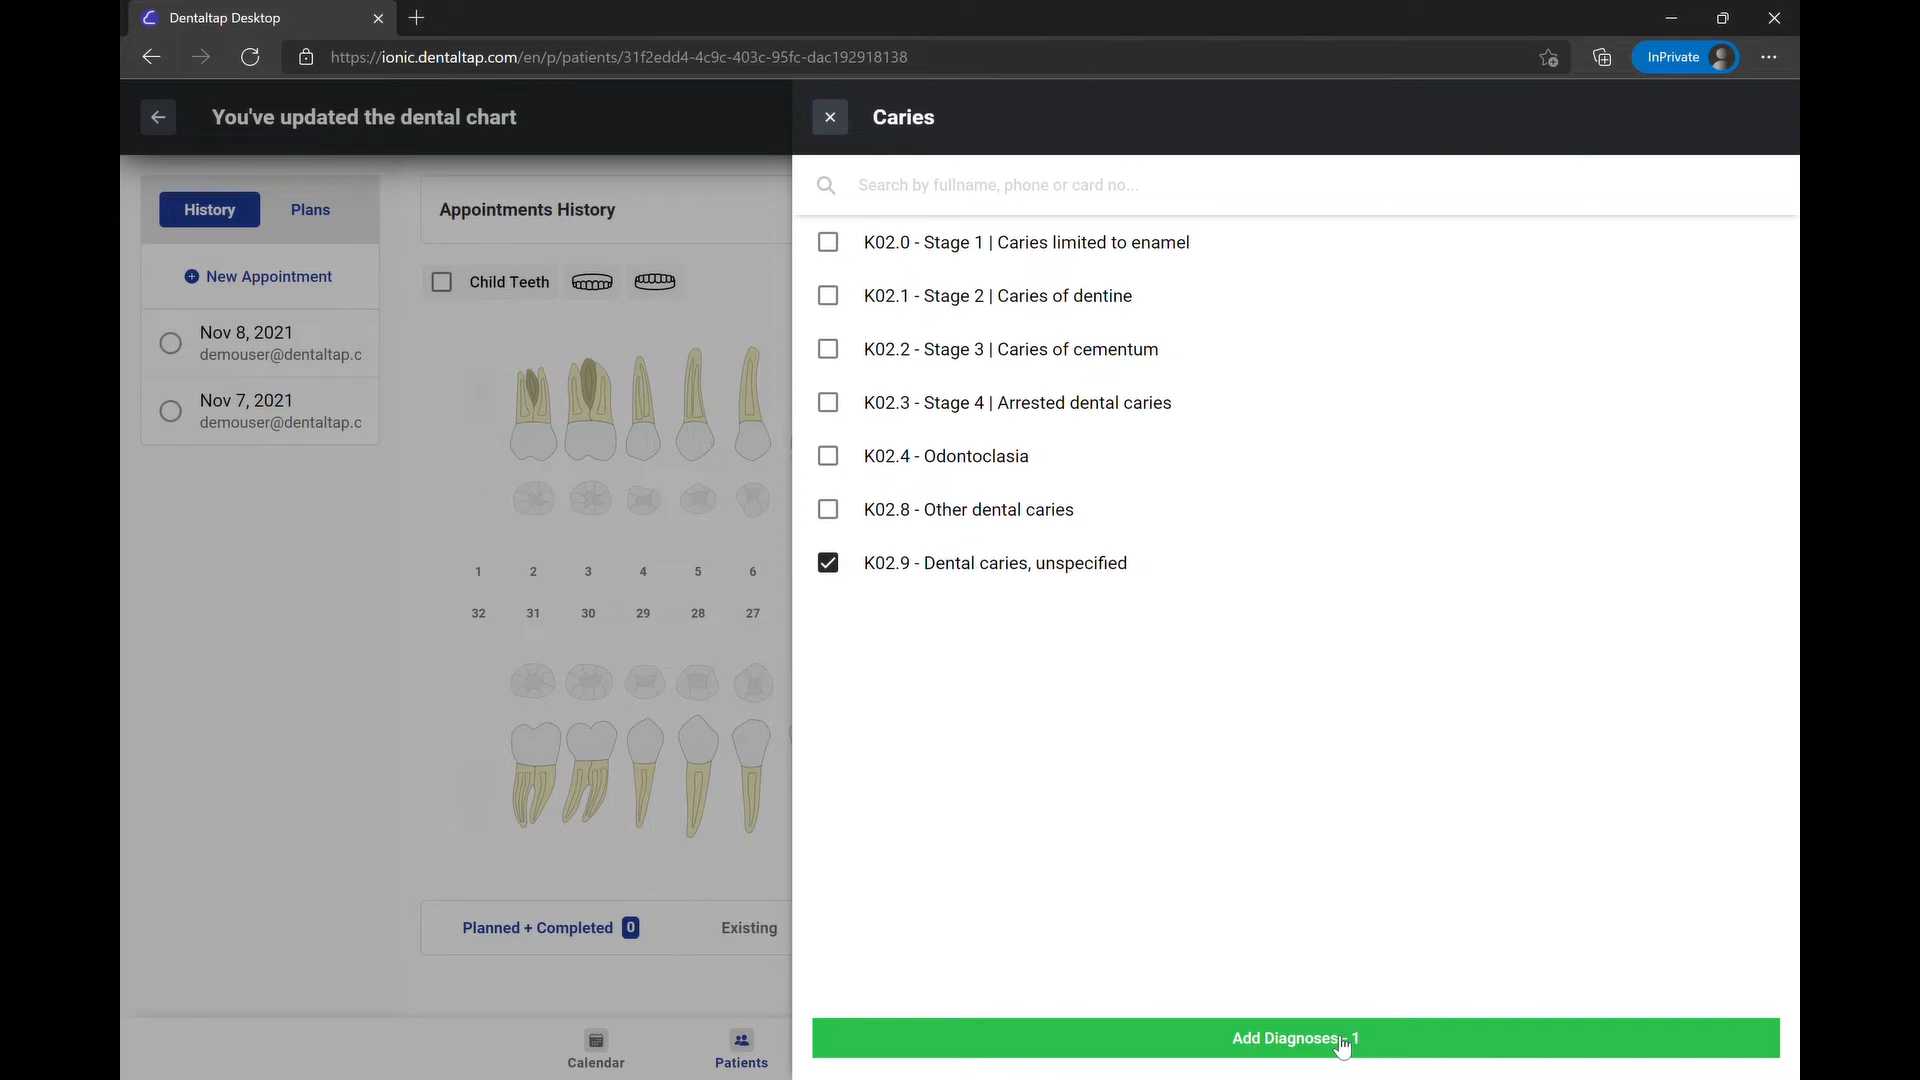 Dentaltap Desktop
https://ionic.dentaltap.com/en/p/patients/31f2edd4-4c9c-403c-95fc-dac192918138
InPrivate
You've updated the dental chart
Caries
Search by fullname, phone or card no...
History
Plans
Appointments History
New Appointment
Child Teeth
Nov 8, 2021
demouser@dentaltap.c
Nov 7, 2021
demouser@dentaltap.c
1 2 3 4 5 6
32 31 30 29 28 27
Planned + Completed 0
Existing
Calendar
Patients
K02.0 - Stage 1 | Caries limited to enamel
K02.1 - Stage 2 | Caries of dentine
K02.2 - Stage 3 | Caries of cementum
K02.3 - Stage 4 | Arrested dental caries
K02.4 - Odontoclasia
K02.8 - Other dental caries
K02.9 - Dental caries, unspecified
Add Diagnoses - 1